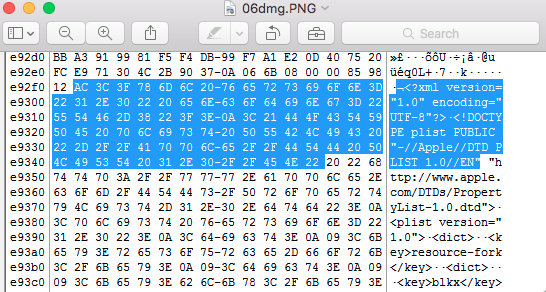 06dmg.PNG
Search
e92d0 BB A3 91 99 81 F5 F4 DB-99 F7 A1 E2 0D 40 75 20 »£···õôÛ·÷¡â·@u
e92e0 FC E9 71 30 4C 2B 90 37-0A 06 6B 08 00 00 85 98 üéq0L+·7··k·····
e92f0 12 AC 3C 3F 78 6D 6C 20-76 65 72 73 69 6F 6E 3D ·¬<?xml version=
e9300 22 31 2E 30 22 20 65 6E-63 6F 64 69 6E 67 3D 22 "1.0" encoding="
e9310 55 54 46 2D 38 22 3F 3E-0A 3C 21 44 4F 43 54 59 UTF-8"?>·<!DOCTY
e9320 50 45 20 70 6C 69 73 74-20 50 55 42 4C 49 43 20 PE plist PUBLIC
e9330 22 2D 2F 2F 41 70 70 6C-65 2F 2F 44 54 44 20 50 "-//Apple//DTD P
e9340 4C 49 53 54 20 31 2E 30-2F 2F 45 4E 22 20 22 68 LIST 1.0//EN" "h
e9350 74 74 70 3A 2F 2F 77 77-77 2E 61 70 70 6C 65 2E ttp://www.apple.
e9360 63 6F 6D 2F 44 54 44 73-2F 50 72 6F 70 65 72 74 com/DTDs/Propert
e9370 79 4C 69 73 74 2D 31 2E-30 2E 64 74 64 22 3E 0A yList-1.0.dtd">·
e9380 3C 70 6C 69 73 74 20 76-65 72 73 69 6F 6E 3D 22 <plist version="
e9390 31 2E 30 22 3E 0A 3C 64-69 63 74 3E 0A 09 3C 6B 1.0">·<dict>··<k
e93a0 65 79 3E 72 65 73 6F 75-72 63 65 2D 66 6F 72 6B ey>resource-fork
e93b0 3C 2F 6B 65 79 3E 0A 09-3C 64 69 63 74 3E 0A 09 </key>··<dict>··
e93c0 09 3C 6B 65 79 3E 62 6C-6B 78 3C 2F 6B 65 79 3E ·<key>blkx</key>